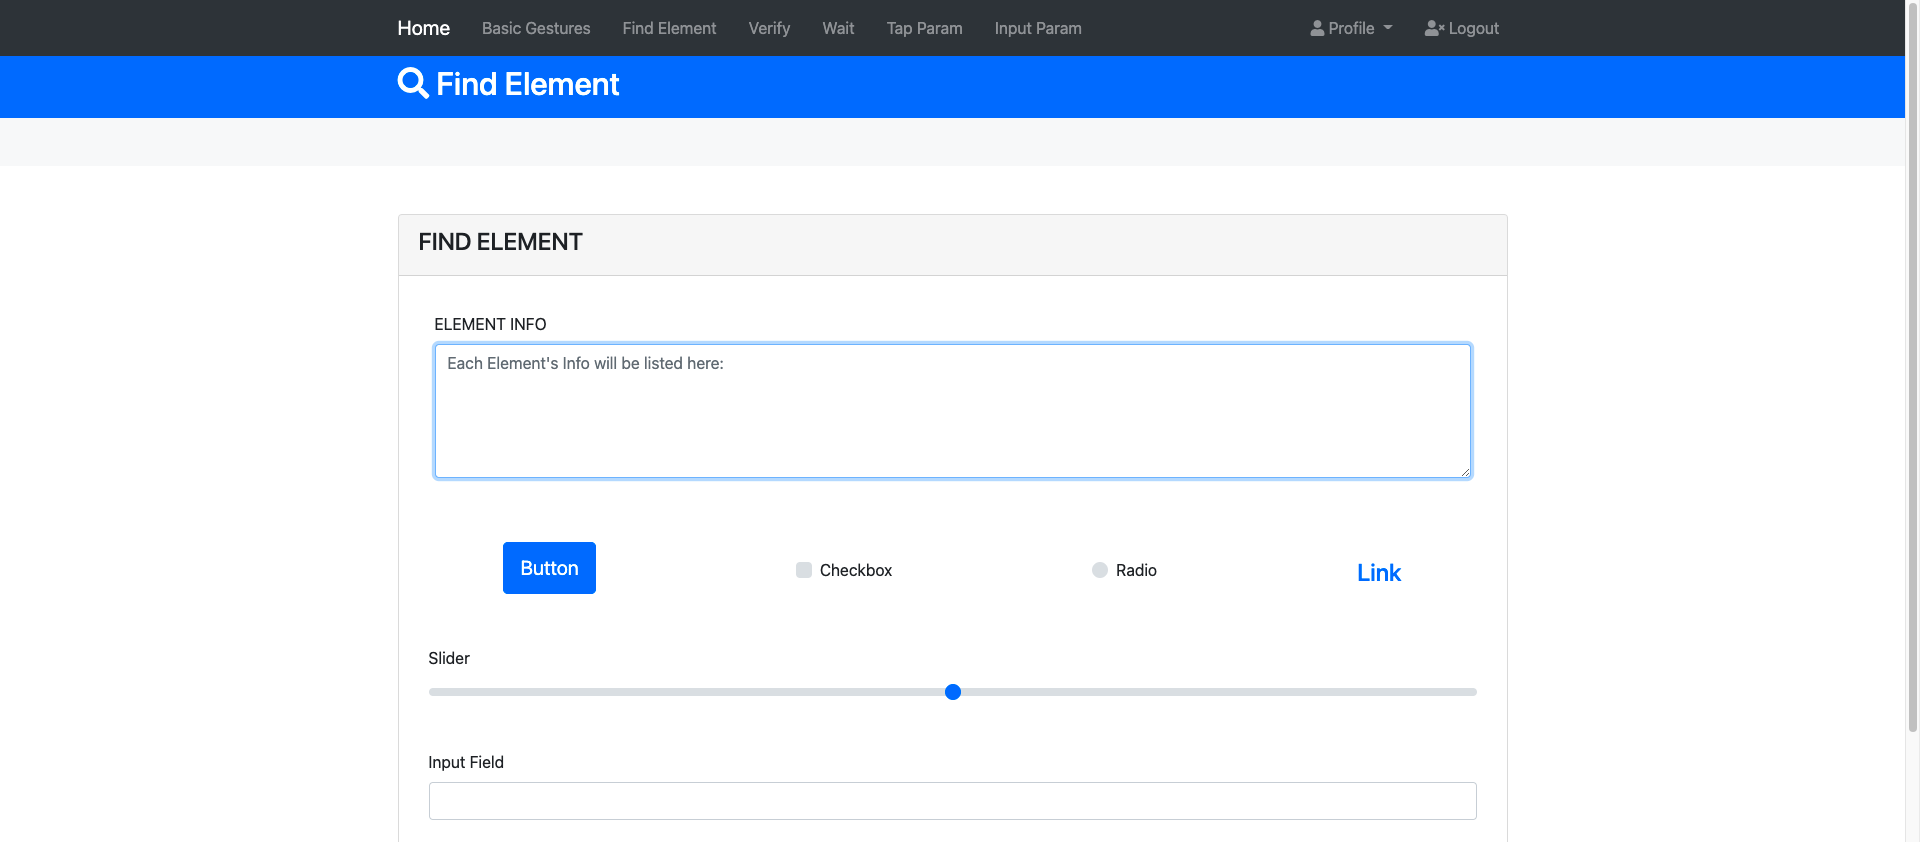 Home Basic Gestures Find Element Verify Wait Tap Param Input Param Profile Logout
Find Element
FIND ELEMENT
ELEMENT INFO
Each Element's Info will be listed here:
Button Checkbox Radio Link
Slider
Input Field